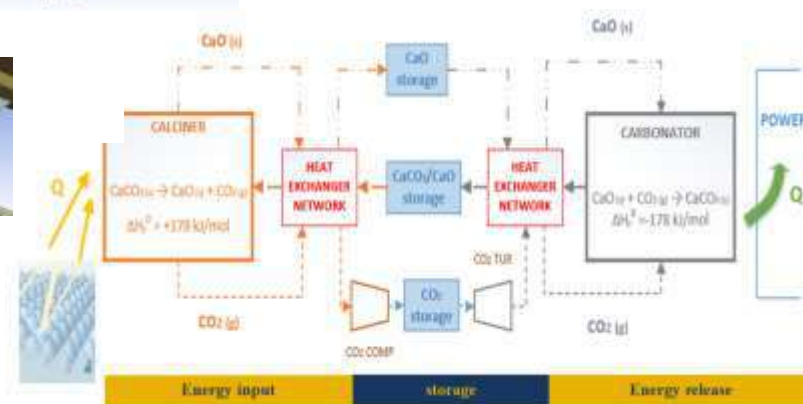 CaO (s)
CaO (s)
CaO
storage
CALCINER
CaCO₃(s) → CaO(s) + CO₂(g)
ΔHᵣ⁰ = +178 kJ/mol
Q
HEAT
EXCHANGER
NETWORK
CaCO₃/CaO
storage
HEAT
EXCHANGER
NETWORK
CARBONATOR
CaO(s) + CO₂(g) → CaCO₃(s)
ΔHᵣ⁰ =-178 kJ/mol
POWER
Q
CO₂ TUR
CO₂
storage
CO₂ (g)
CO₂ COMP
CO₂ (g)
Energy input
storage
Energy release